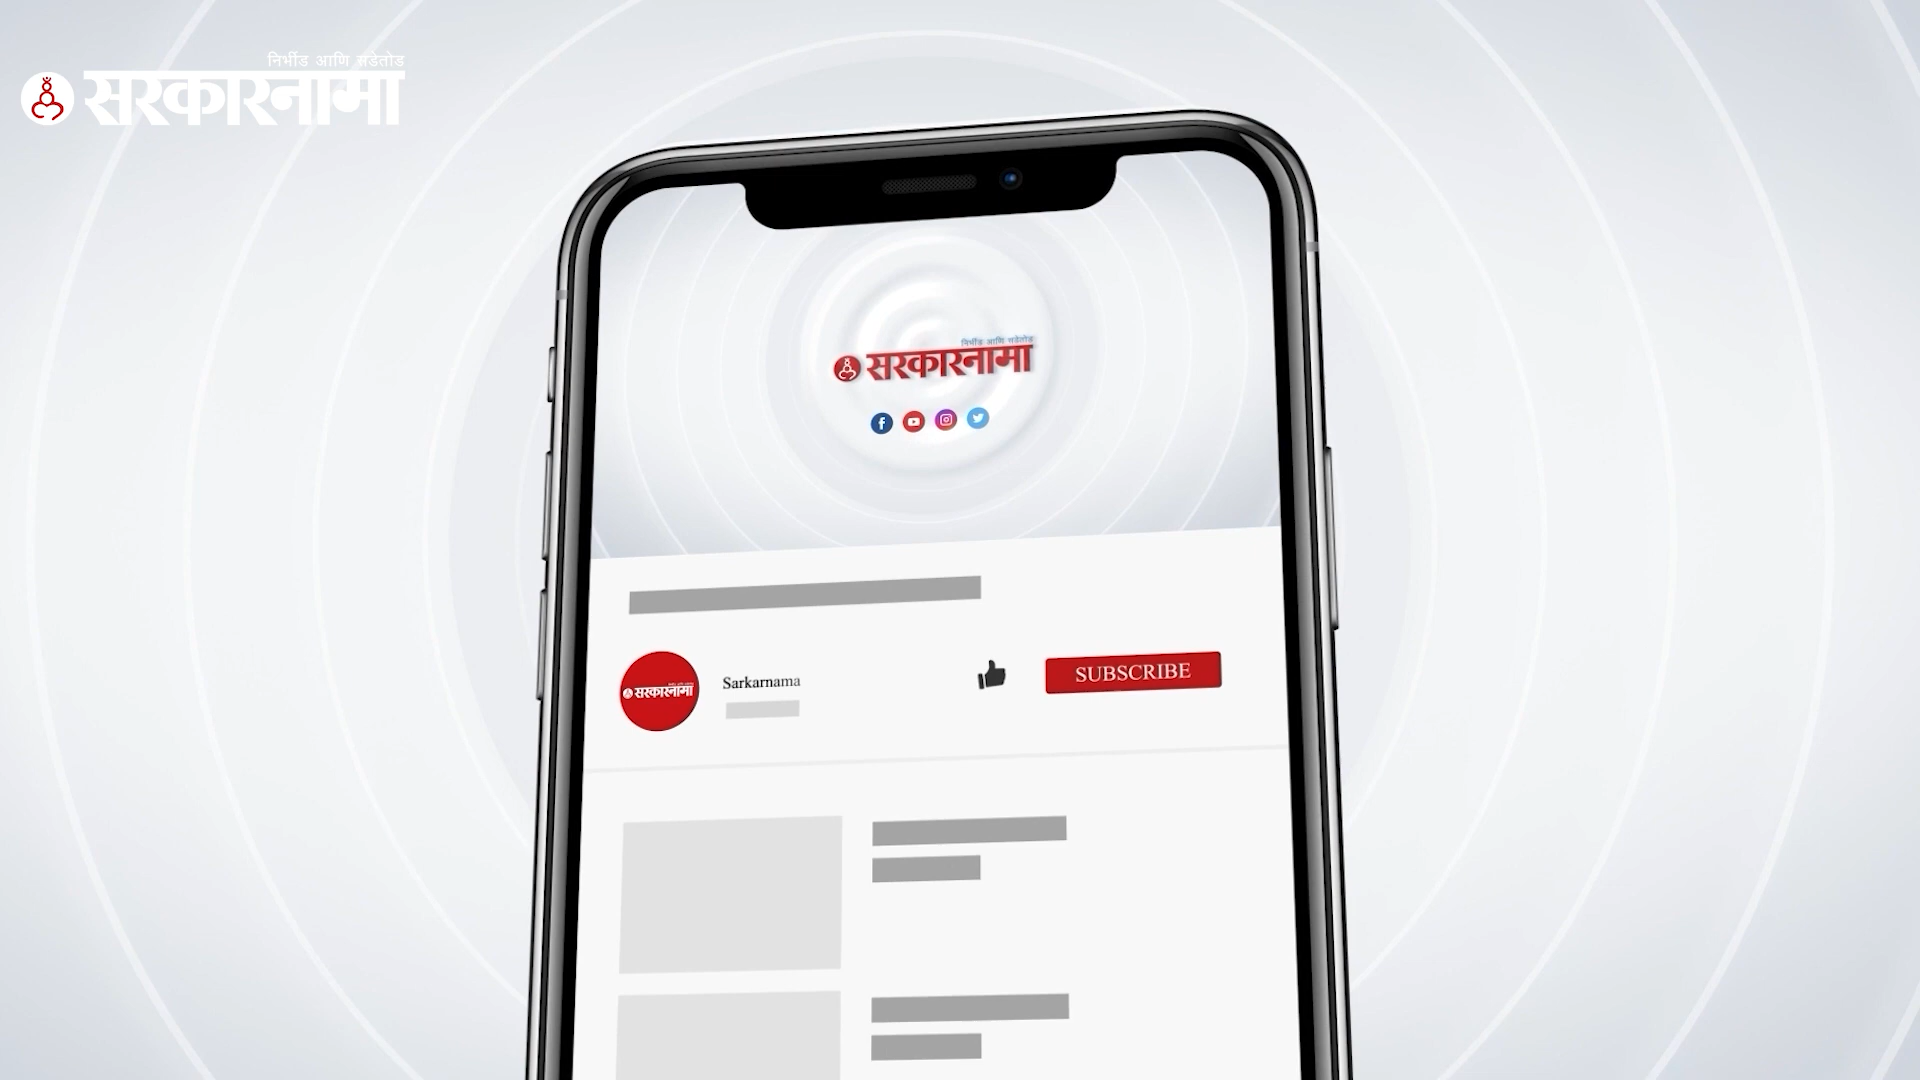 निर्भीड आणि सडेतोड
सरकारनामा
निर्भीड आणि सडेतोड
सरकारनामा
सरकारनामा
Sarkarnama
SUBSCRIBE